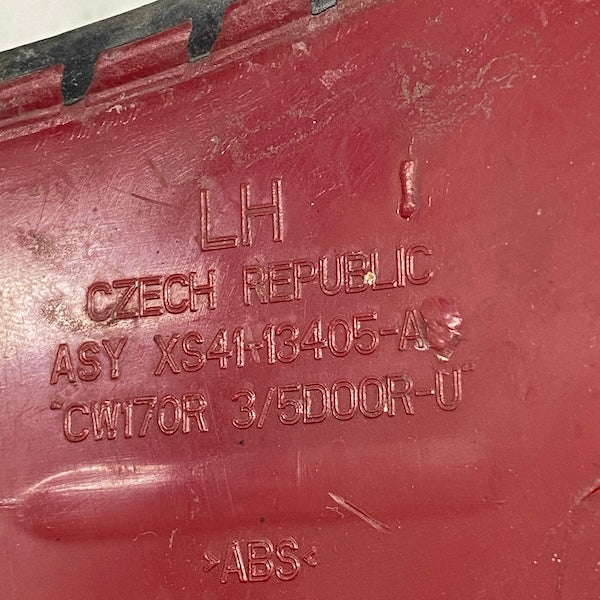 LH
CZECH REPUBLIC
ASY XS41-13405-A
"CW170R 3/5DOOR-U"
>ABS<